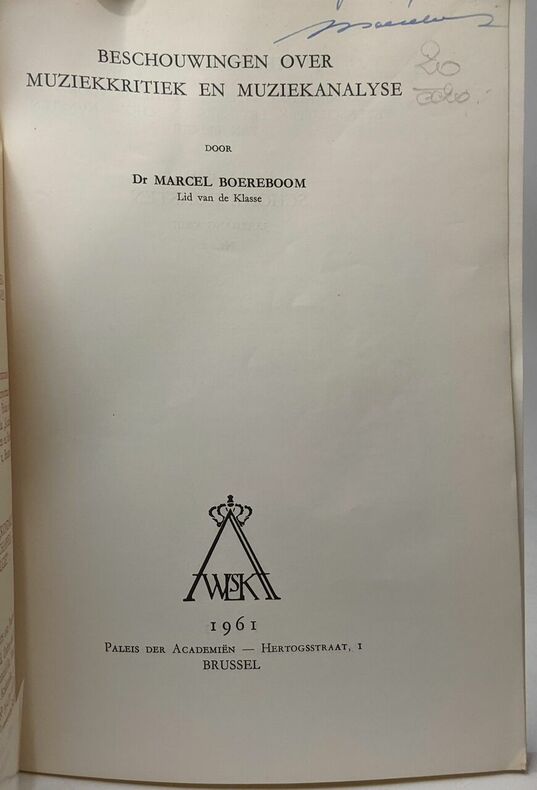 BESCHOUWINGEN OVER
MUZIEKKRITIEK EN MUZIEKANALYSE
20
DOOR
Dr MARCEL BOEREBOOM
Lid van de Klasse
1961
PALEIS DER ACADEMIËN — HERTOGSSTRAAT, 1
BRUSSEL